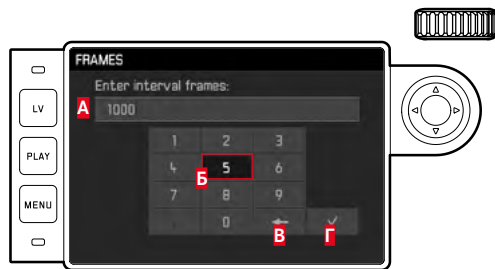 FRAMES
Enter interval frames:
А 1000
LV
PLAY
MENU
1 2 3
4 5 6
Б
7 8 9
. 0
В Г